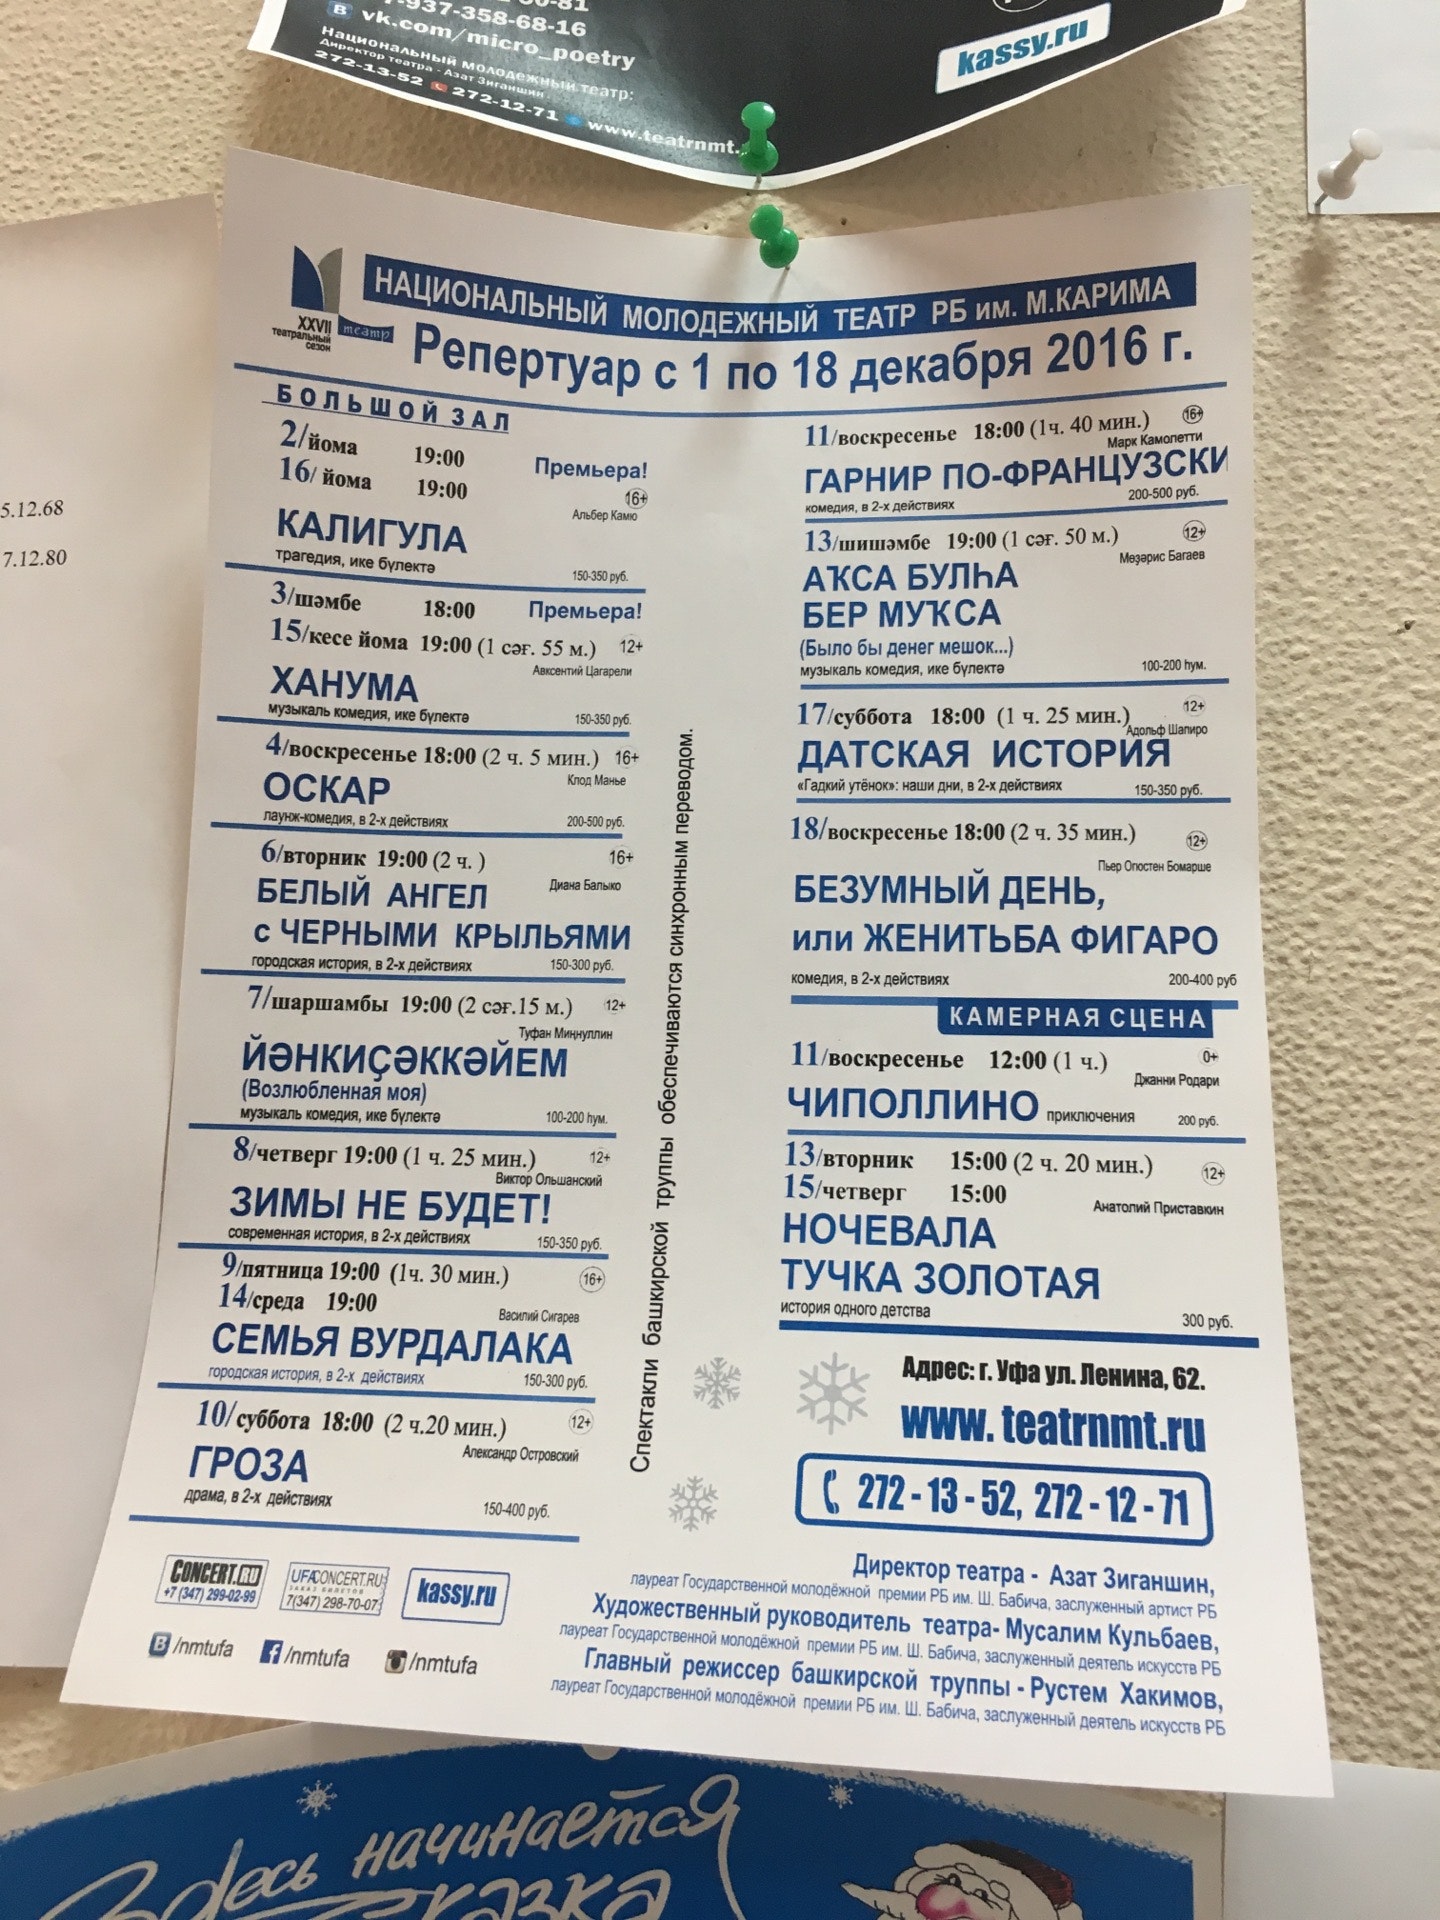 -937-358-68-16
vk.com/micro_poetry
Национальный молодежный театр:
Директор театра - Азат Зиганшин
272-13-52 272-12-71 www.teatrnmt.
kassy.ru
5.12.68
7.12.80
XXVII
театральный
сезон
театр
НАЦИОНАЛЬНЫЙ МОЛОДЕЖНЫЙ ТЕАТР РБ им. М.КАРИМА
Репертуар с 1 по 18 декабря 2016 г.
БОЛЬШОЙ ЗАЛ
2/йома 19:00
16/ йома 19:00
Премьера!
16+
Альбер Камю
КАЛИГУЛА
трагедия, ике бүлектә 150-350 руб.
3/шәмбе 18:00 Премьера!
15/кесе йома 19:00 (1 сәғ. 55 м.) 12+
Авксентий Цагарели
ХАНУМА
музыкаль комедия, ике бүлектә 150-350 руб.
4/воскресенье 18:00 (2 ч. 5 мин.) 16+
Клод Манье
ОСКАР
лаунж-комедия, в 2-х действиях 200-500 руб.
6/вторник 19:00 (2 ч. ) 16+
Диана Балыко
БЕЛЫЙ АНГЕЛ
с ЧЕРНЫМИ КРЫЛЬЯМИ
городская история, в 2-х действиях 150-300 руб.
7/шаршамбы 19:00 (2 сәғ.15 м.) 12+
Туфан Миңнуллин
ЙӘНКИҪӘККӘЙЕМ
(Возлюбленная моя)
музыкаль комедия, ике бүлектә 100-200 һум.
8/четверг 19:00 (1 ч. 25 мин.) 12+
Виктор Ольшанский
ЗИМЫ НЕ БУДЕТ!
современная история, в 2-х действиях 150-350 руб.
9/пятница 19:00 (1ч. 30 мин.) 16+
14/среда 19:00
Василий Сигарев
СЕМЬЯ ВУРДАЛАКА
городская история, в 2-х действиях 150-300 руб.
10/суббота 18:00 (2 ч.20 мин.) 12+
Александр Островский
ГРОЗА
драма, в 2-х действиях 150-400 руб.
Спектакли башкирской труппы обеспечиваются синхронным переводом.
11/воскресенье 18:00 (1ч. 40 мин.) 16+
Марк Камолетти
ГАРНИР ПО-ФРАНЦУЗСКИ
комедия, в 2-х действиях 200-500 руб.
13/шишәмбе 19:00 (1 сәғ. 50 м.) 12+
Мөҙәрис Багаев
АҠСА БУЛҺА
БЕР МУҠСА
(Было бы денег мешок...)
музыкаль комедия, ике бүлектә 100-200 һум.
17/суббота 18:00 (1 ч. 25 мин.) 12+
Адольф Шапиро
ДАТСКАЯ ИСТОРИЯ
«Гадкий утёнок»: наши дни, в 2-х действиях 150-350 руб.
18/воскресенье 18:00 (2 ч. 35 мин.) 12+
Пьер Огюстен Бомарше
БЕЗУМНЫЙ ДЕНЬ,
или ЖЕНИТЬБА ФИГАРО
комедия, в 2-х действиях 200-400 руб
КАМЕРНАЯ СЦЕНА
11/воскресенье 12:00 (1 ч.) 0+
Джанни Родари
ЧИПОЛЛИНО приключения 200 руб.
13/вторник 15:00 (2 ч. 20 мин.) 12+
15/четверг 15:00
Анатолий Приставкин
НОЧЕВАЛА
ТУЧКА ЗОЛОТАЯ
история одного детства 300 руб.
Адрес: г. Уфа ул. Ленина, 62.
www. teatrnmt.ru
272 - 13 - 52, 272 - 12 - 71
CONCERT.RU
+7 (347) 299-02-99
UFACONCERT.RU
ЗАКАЗ БИЛЕТОВ
7(347) 298-70-07
kassy.ru
/nmtufa /nmtufa /nmtufa
Директор театра - Азат Зиганшин,
лауреат Государственной молодёжной премии РБ им. Ш. Бабича, заслуженный артист РБ
Художественный руководитель театра- Мусалим Кульбаев,
лауреат Государственной молодёжной премии РБ им. Ш. Бабича, заслуженный деятель искусств РБ
Главный режиссер башкирской труппы - Рустем Хакимов,
лауреат Государственной молодёжной премии РБ им. Ш. Бабича, заслуженный деятель искусств РБ
Здесь начинается
сказка